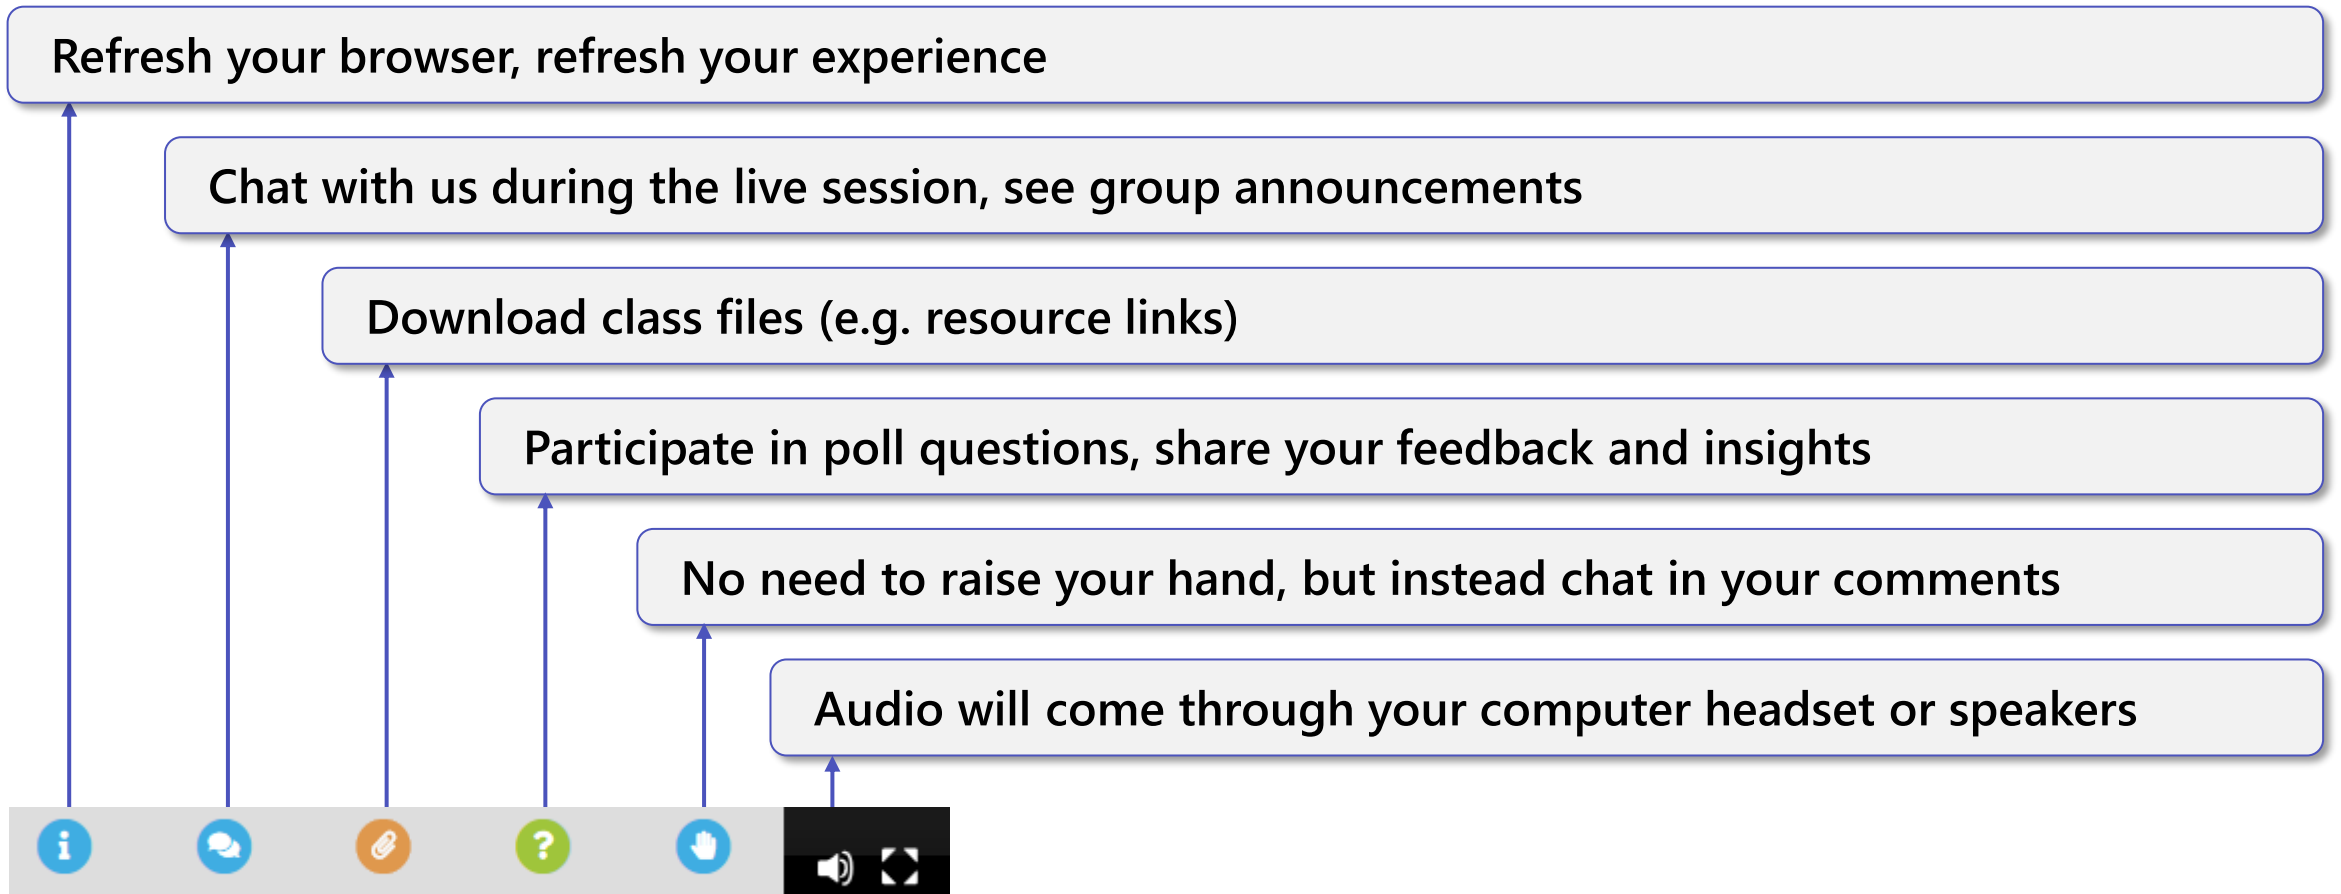 Refresh your browser, refresh your experience
Chat with us during the live session, see group announcements
Download class files (e.g. resource links)
Participate in poll questions, share your feedback and insights
No need to raise your hand, but instead chat in your comments
Audio will come through your computer headset or speakers